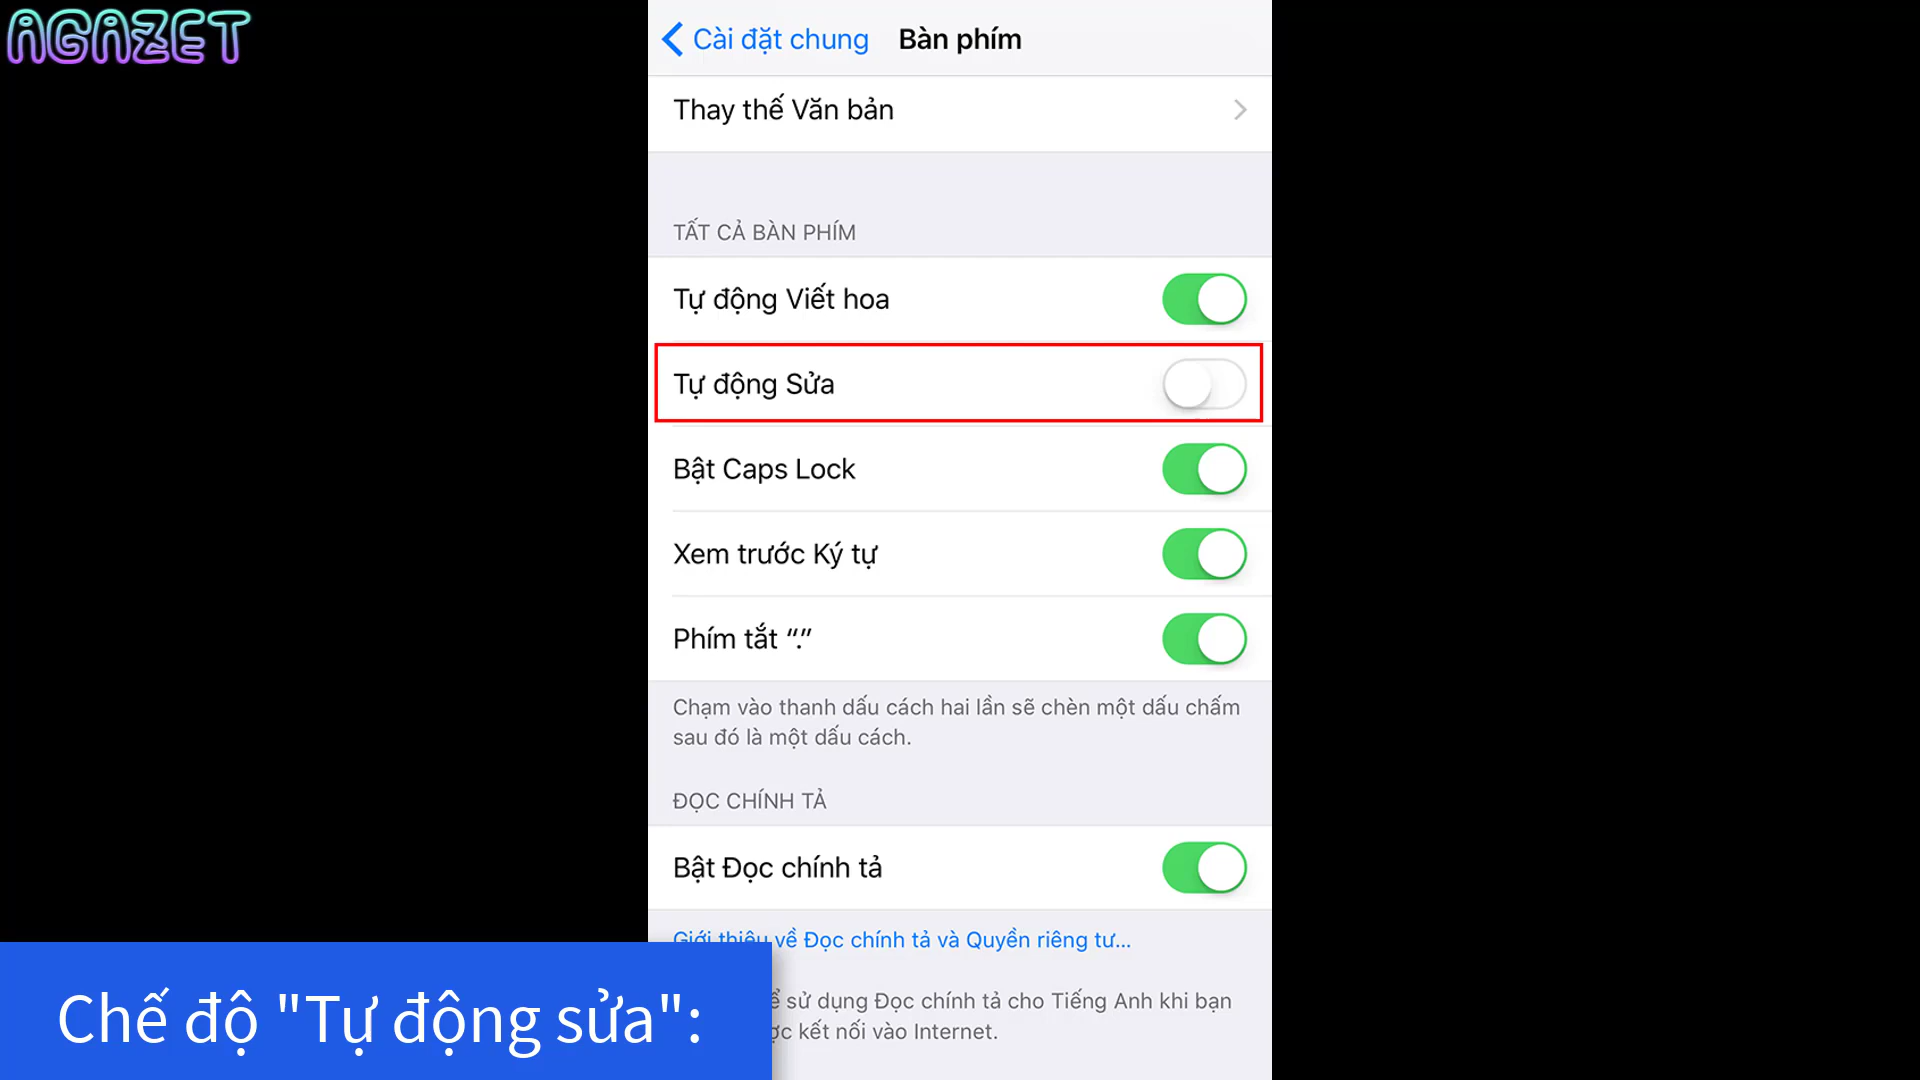 AGAZET
Cài đặt chung Bàn phím
Thay thế Văn bản
TẤT CẢ BÀN PHÍM
Tự động Viết hoa
Tự động Sửa
Bật Caps Lock
Xem trước Ký tự
Phím tắt “.”
Chạm vào thanh dấu cách hai lần sẽ chèn một dấu chấm
sau đó là một dấu cách.
ĐỌC CHÍNH TẢ
Bật Đọc chính tả
Giới thiệu về Đọc chính tả và Quyền riêng tư...
sử dụng Đọc chính tả cho Tiếng Anh khi bạn
kết nối vào Internet.
Chế độ "Tự động sửa":